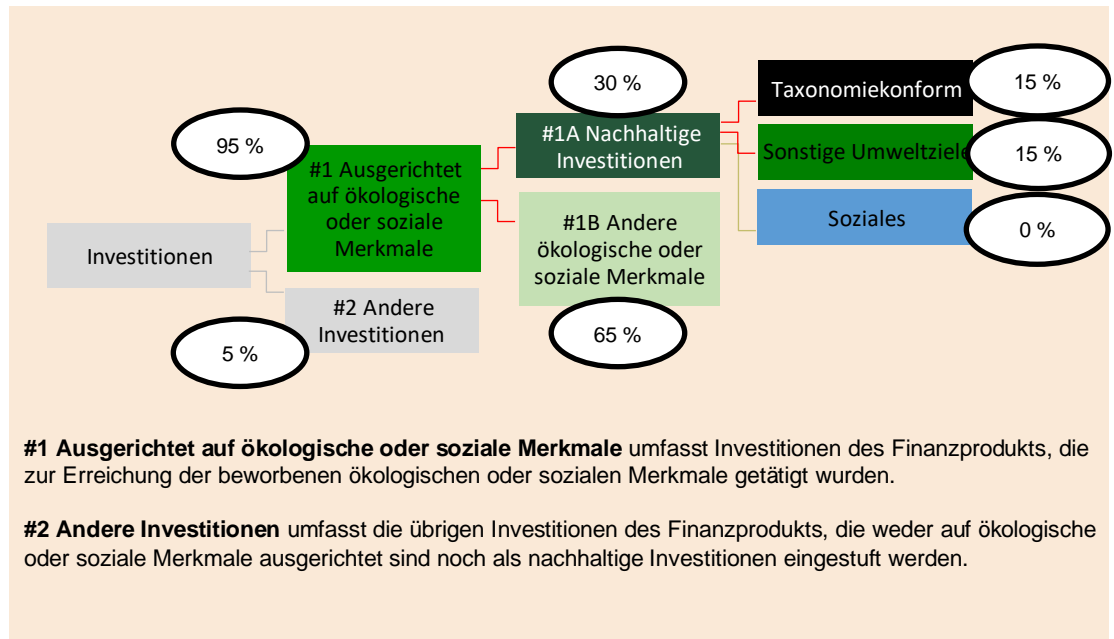 Investitionen
95 %
#1 Ausgerichtet
auf ökologische
oder soziale
Merkmale
#2 Andere
Investitionen
5 %
30 %
#1A Nachhaltige
Investitionen
#1B Andere
ökologische oder
soziale Merkmale
65 %
Taxonomiekonform
15 %
Sonstige Umweltziele
15 %
Soziales
0 %
#1 Ausgerichtet auf ökologische oder soziale Merkmale umfasst Investitionen des Finanzprodukts, die
zur Erreichung der beworbenen ökologischen oder sozialen Merkmale getätigt wurden.
#2 Andere Investitionen umfasst die übrigen Investitionen des Finanzprodukts, die weder auf ökologische
oder soziale Merkmale ausgerichtet sind noch als nachhaltige Investitionen eingestuft werden.